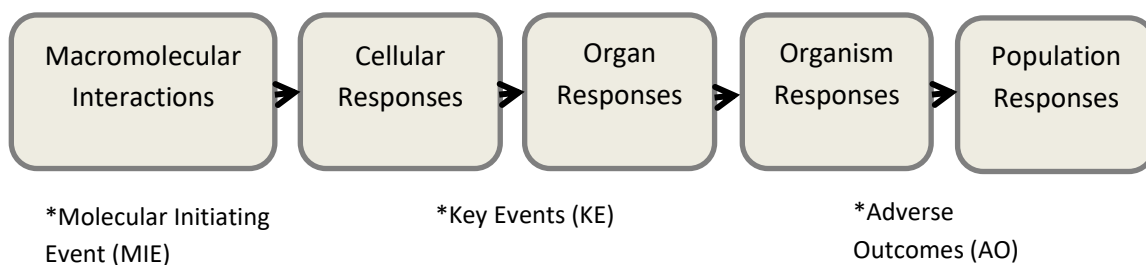 Macromolecular
Interactions
Cellular
Responses
Organ
Responses
Organism
Responses
Population
Responses
*Molecular Initiating
Event (MIE)
*Key Events (KE)
*Adverse
Outcomes (AO)